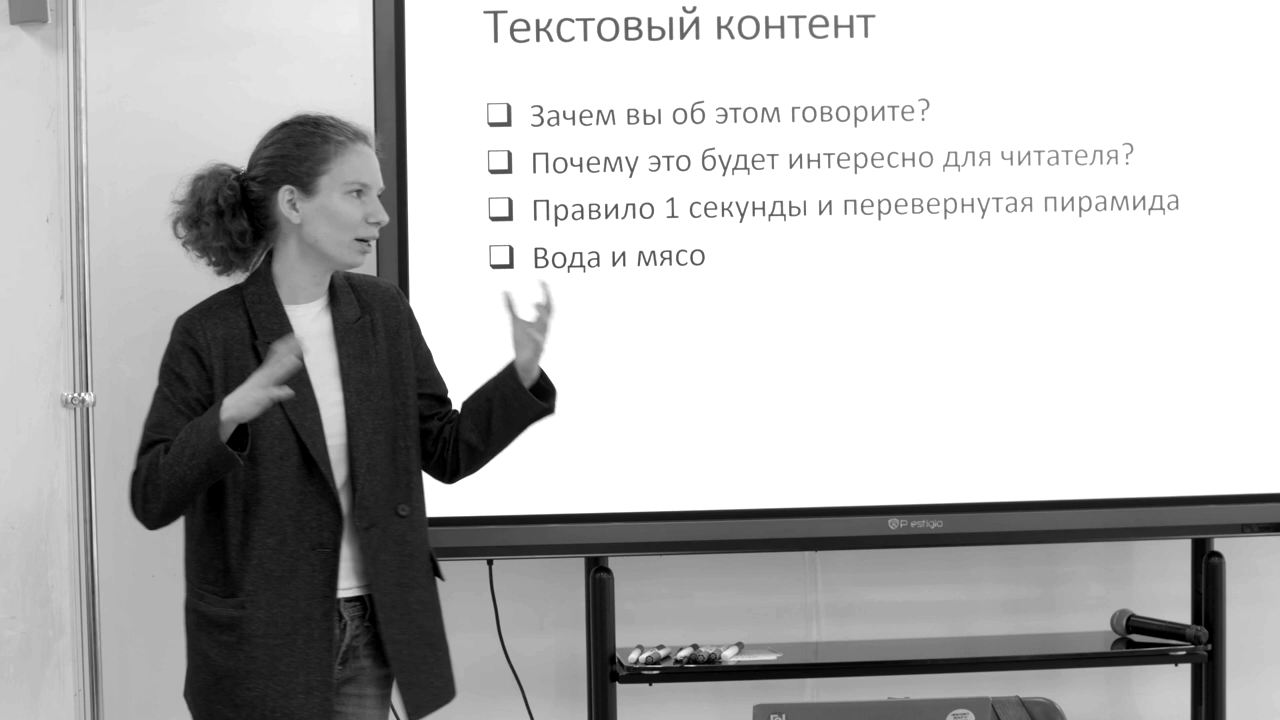 Текстовый контент
❑ Зачем вы об этом говорите?
❑ Почему это будет интересно для читателя?
❑ Правило 1 секунды и перевернутая пирамида
❑ Вода и мясо
Prestigio